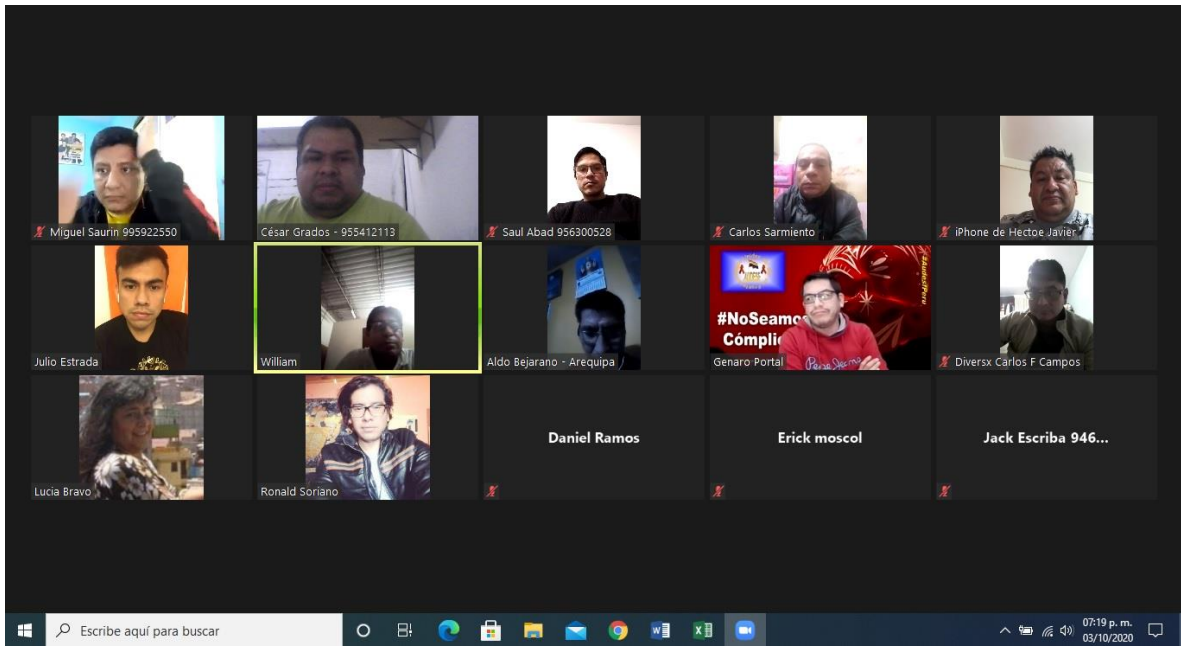 Miguel Saurin 995922550
César Grados - 955412113
Saul Abad 956300528
Carlos Sarmiento
iPhone de Hectoe Javier
Julio Estrada
William
Aldo Bejarano - Arequipa
#NoSeamo
Cómplic
Genaro Portal
Diversx Carlos F Campos
Lucia Bravo
Ronald Soriano
Daniel Ramos
Erick moscol
Jack Escriba 946...
Escribe aquí para buscar
07:19 p. m.
03/10/2020